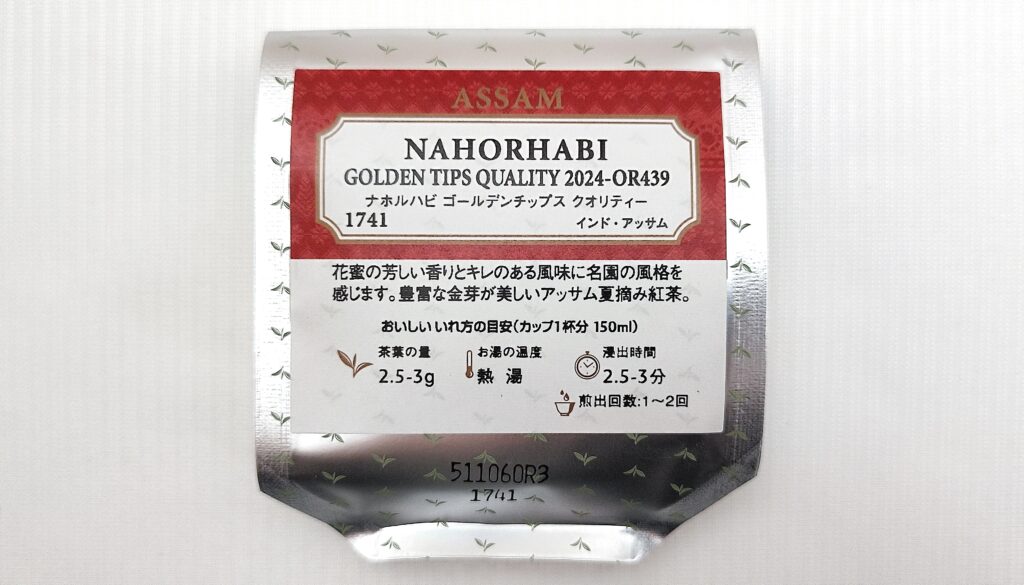 ASSAM
NAHORHABI
GOLDEN TIPS QUALITY 2024-OR439
ナホルハビ ゴールデンチップス クオリティー
1741 インド・アッサム
花蜜の芳しい香りとキレのある風味に名園の風格を
感じます。豊富な金芽が美しいアッサム夏摘み紅茶。
おいしいいれ方の目安(カップ1杯分 150ml)
茶葉の量 お湯の温度 浸出時間
2.5-3g 熱湯 2.5-3分
煎出回数:1〜2回
511060R3
1741